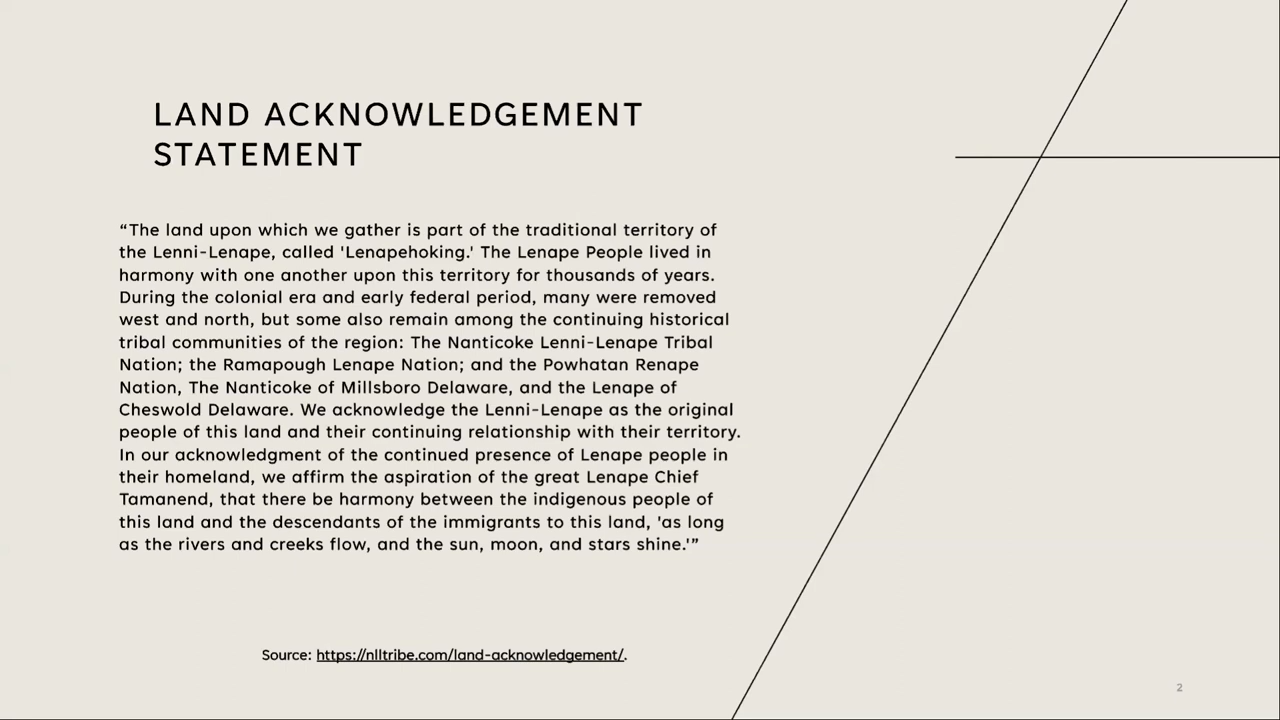 LAND ACKNOWLEDGEMENT
STATEMENT
“The land upon which we gather is part of the traditional territory of
the Lenni-Lenape, called 'Lenapehoking.' The Lenape People lived in
harmony with one another upon this territory for thousands of years.
During the colonial era and early federal period, many were removed
west and north, but some also remain among the continuing historical
tribal communities of the region: The Nanticoke Lenni-Lenape Tribal
Nation; the Ramapough Lenape Nation; and the Powhatan Renape
Nation, The Nanticoke of Millsboro Delaware, and the Lenape of
Cheswold Delaware. We acknowledge the Lenni-Lenape as the original
people of this land and their continuing relationship with their territory.
In our acknowledgment of the continued presence of Lenape people in
their homeland, we affirm the aspiration of the great Lenape Chief
Tamanend, that there be harmony between the indigenous people of
this land and the descendants of the immigrants to this land, 'as long
as the rivers and creeks flow, and the sun, moon, and stars shine.'”
Source: https://nlltribe.com/land-acknowledgement/.
2